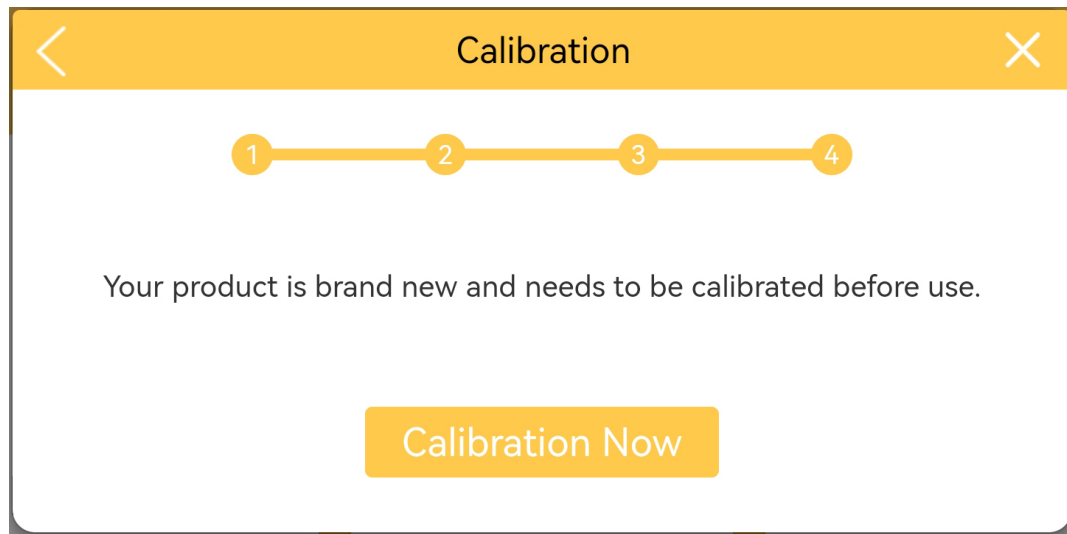 Calibration
1 2 3 4
Your product is brand new and needs to be calibrated before use.
Calibration Now